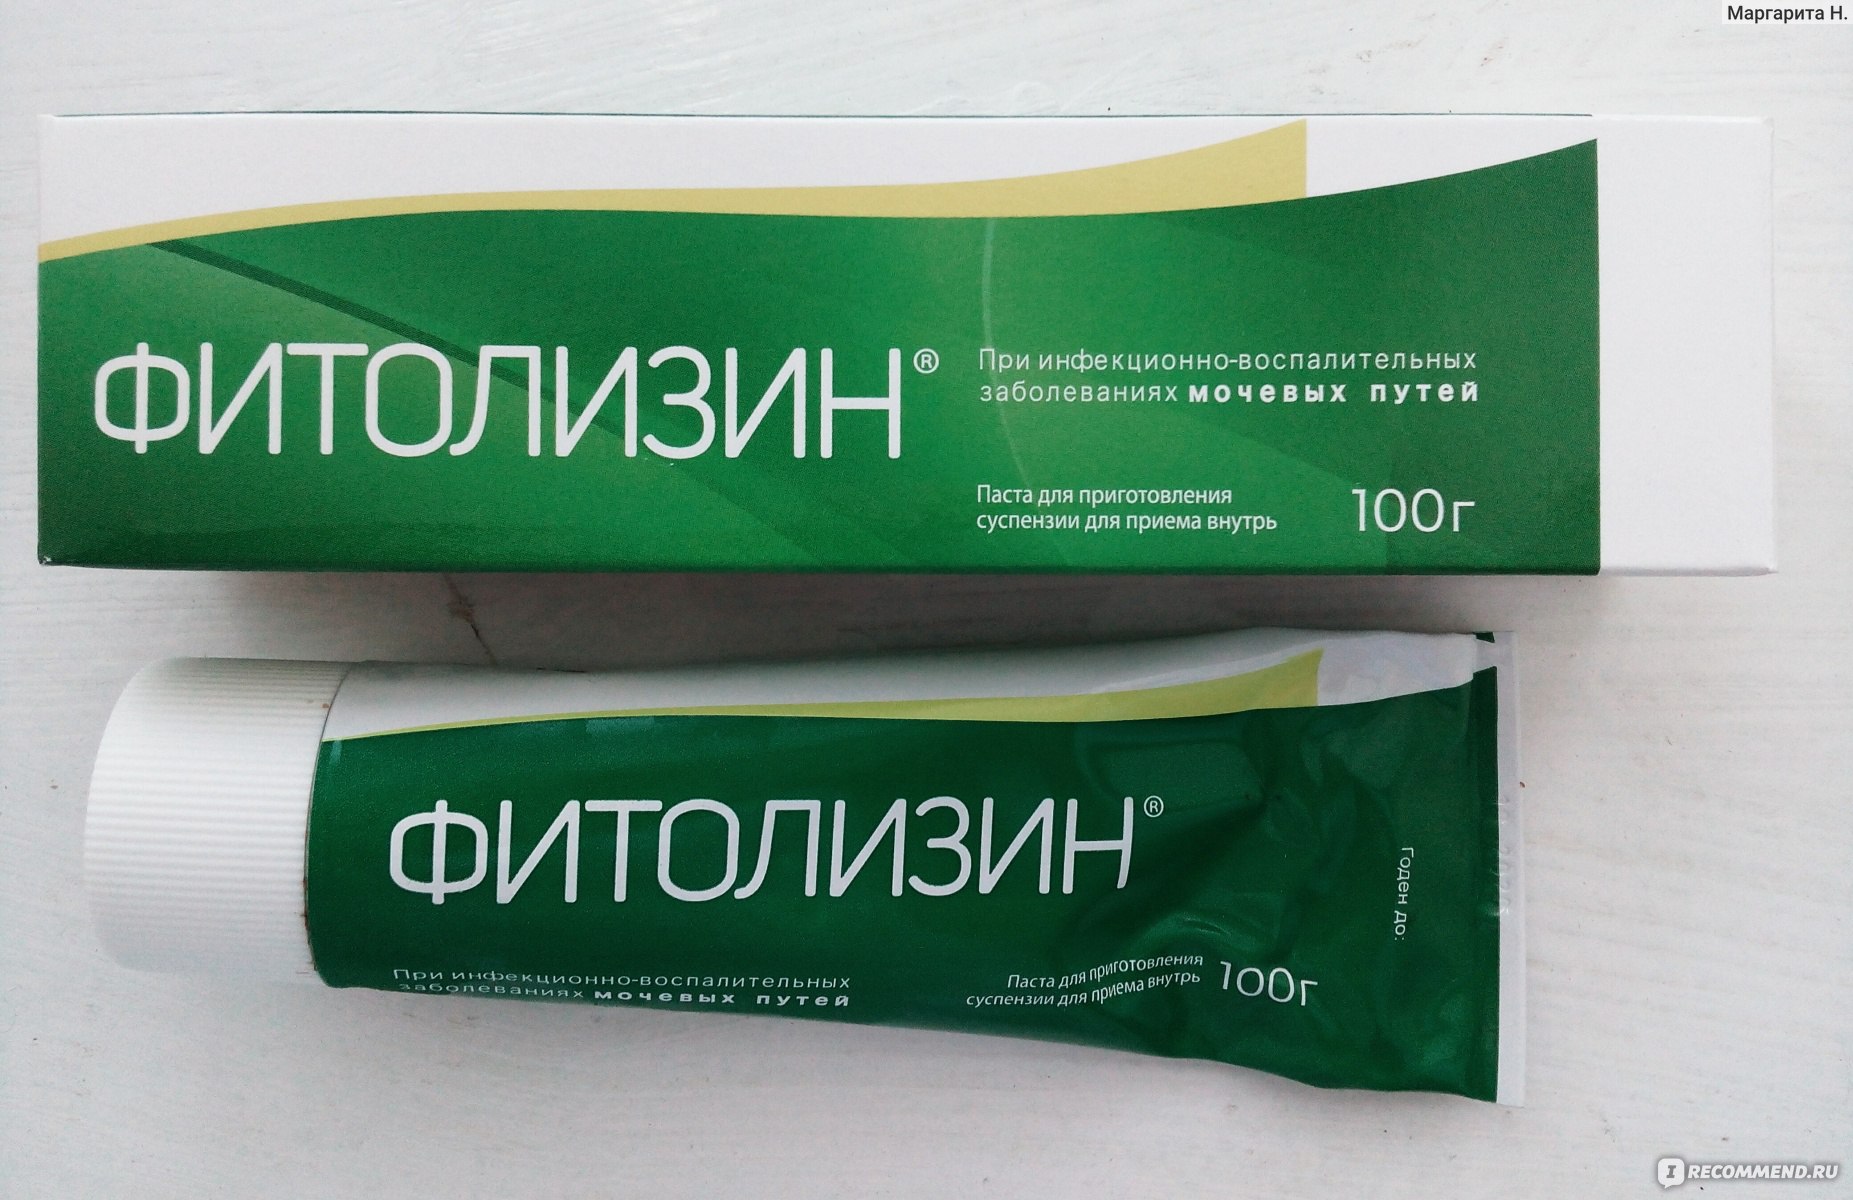 Маргарита Н.
ФИТОЛИЗИН®
При инфекционно-воспалительных
заболеваниях мочевых путей
Паста для приготовления
суспензии для приема внутрь
100г
ФИТОЛИЗИН®
При инфекционно-воспалительных
заболеваниях мочевых путей
Паста для приготовления
суспензии для приема внутрь
100г
Годен до:
IRECOMMEND.RU